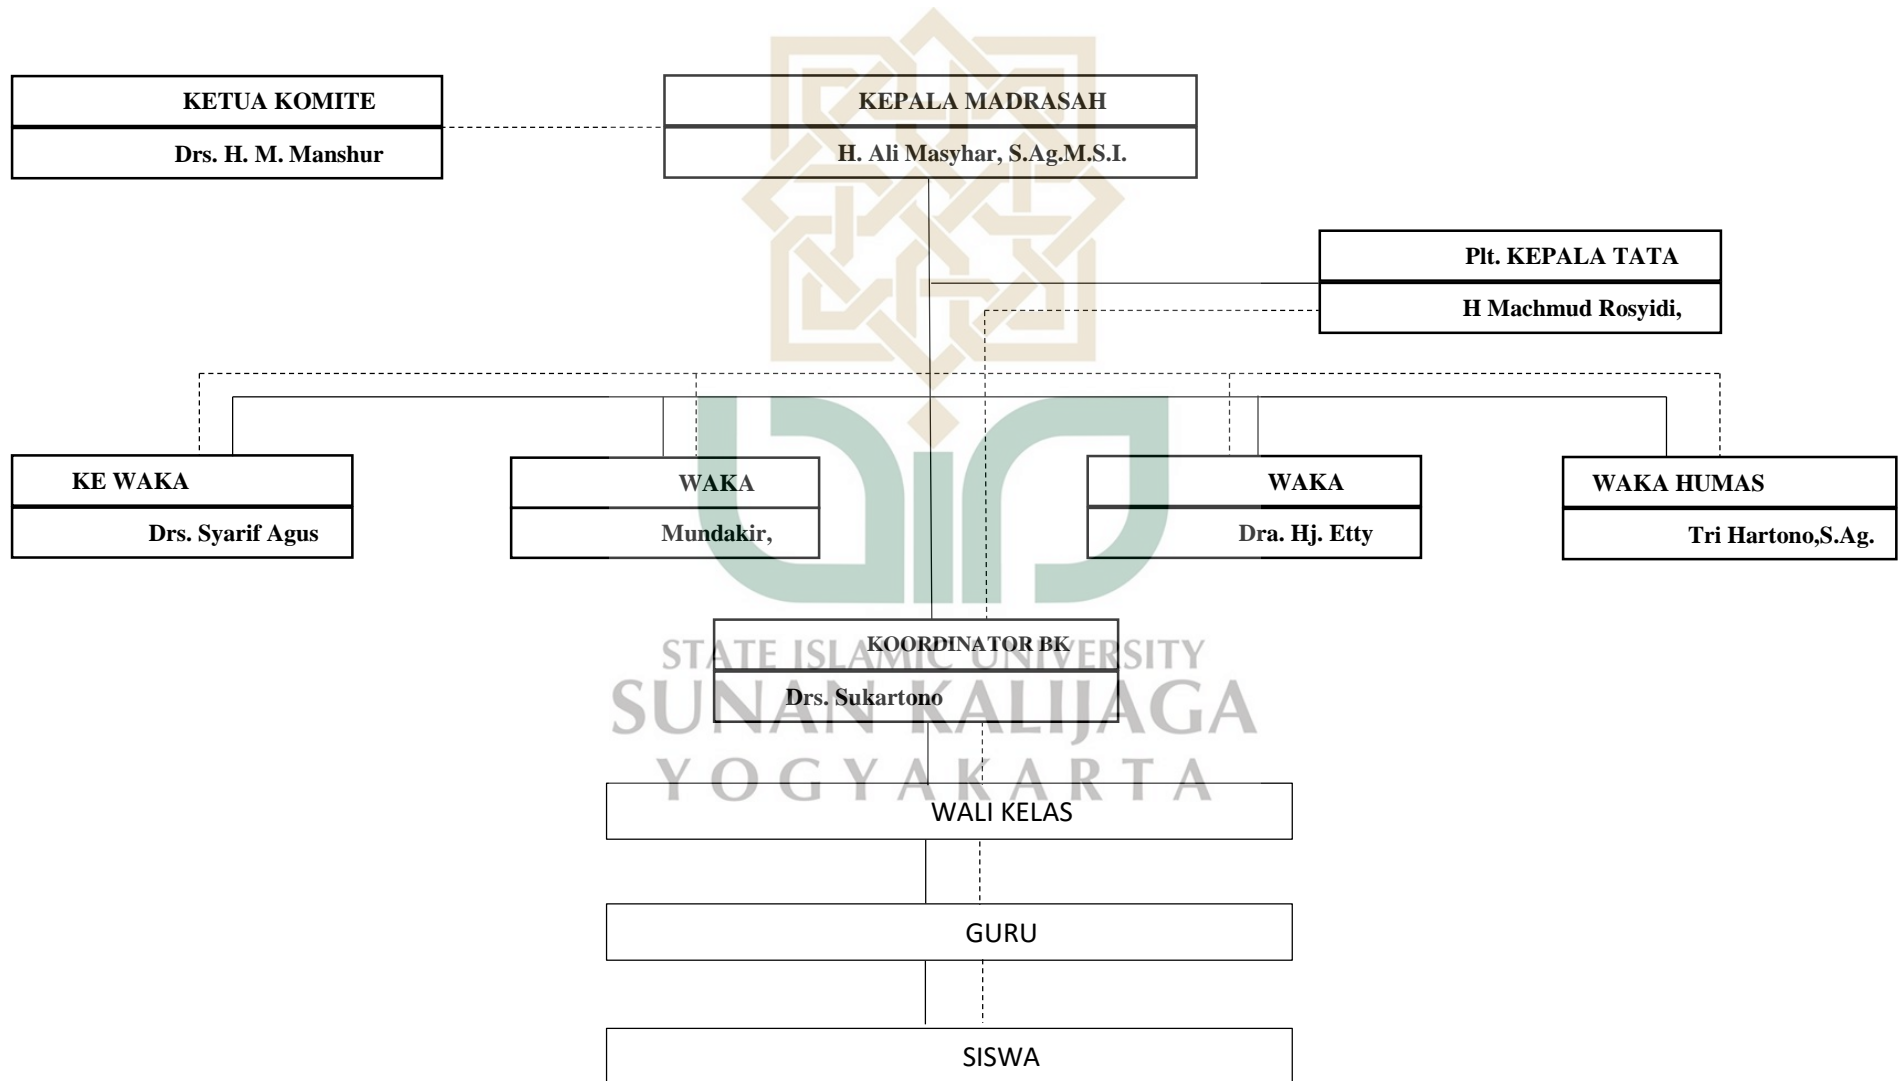 KETUA KOMITE
Drs. H. M. Manshur
KEPALA MADRASAH
H. Ali Masyhar, S.Ag.M.S.I.
Plt. KEPALA TATA
H Machmud Rosyidi,
KE WAKA
Drs. Syarif Agus
WAKA
Mundakir,
WAKA
Dra. Hj. Etty
WAKA HUMAS
Tri Hartono,S.Ag.
KOORDINATOR BK
Drs. Sukartono
STATE ISLAMIC UNIVERSITY
SUNAN KALIJAGA
YOGYAKARTA
WALI KELAS
GURU
SISWA